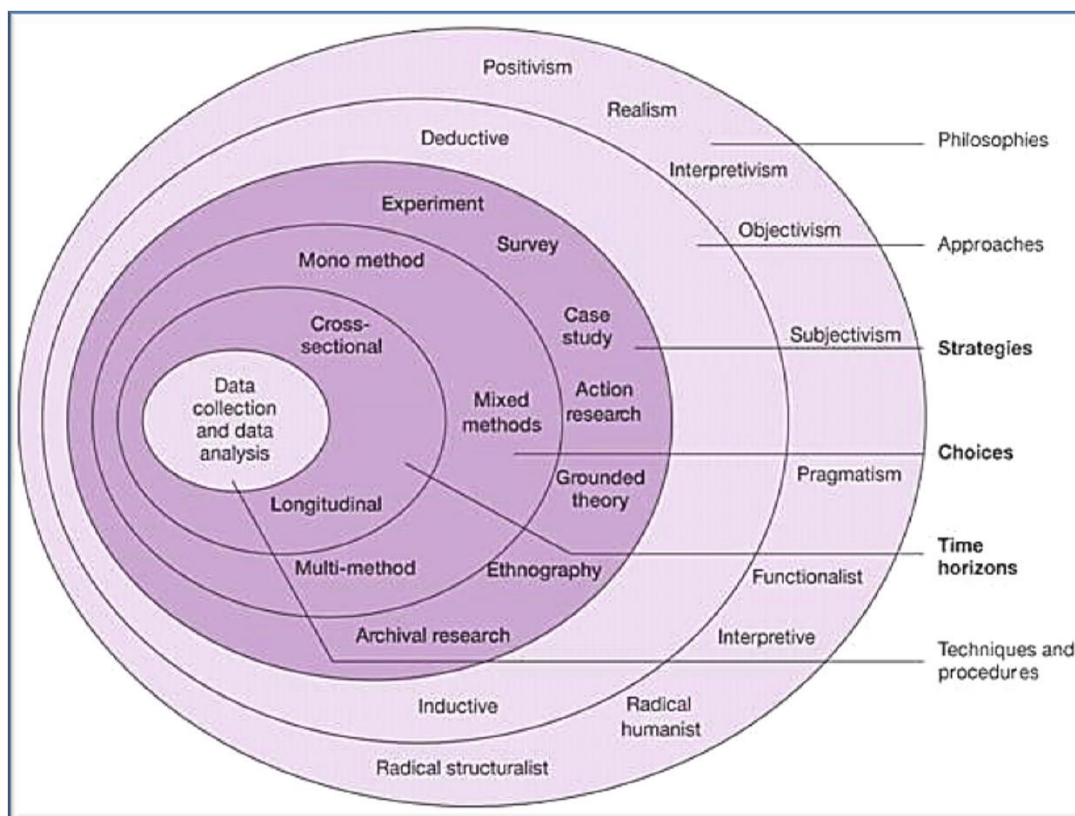 Positivism
Realism
Philosophies
Deductive
Interpretivism
Experiment
Objectivism
Survey
Approaches
Mono method
Case
study
Cross-
sectional
Subjectivism
Strategies
Data
collection
and data
analysis
Mixed
methods
Action
research
Choices
Grounded
theory
Pragmatism
Longitudinal
Time
horizons
Multi-method
Ethnography
Functionalist
Archival research
Interpretive
Techniques and
procedures
Inductive
Radical
humanist
Radical structuralist